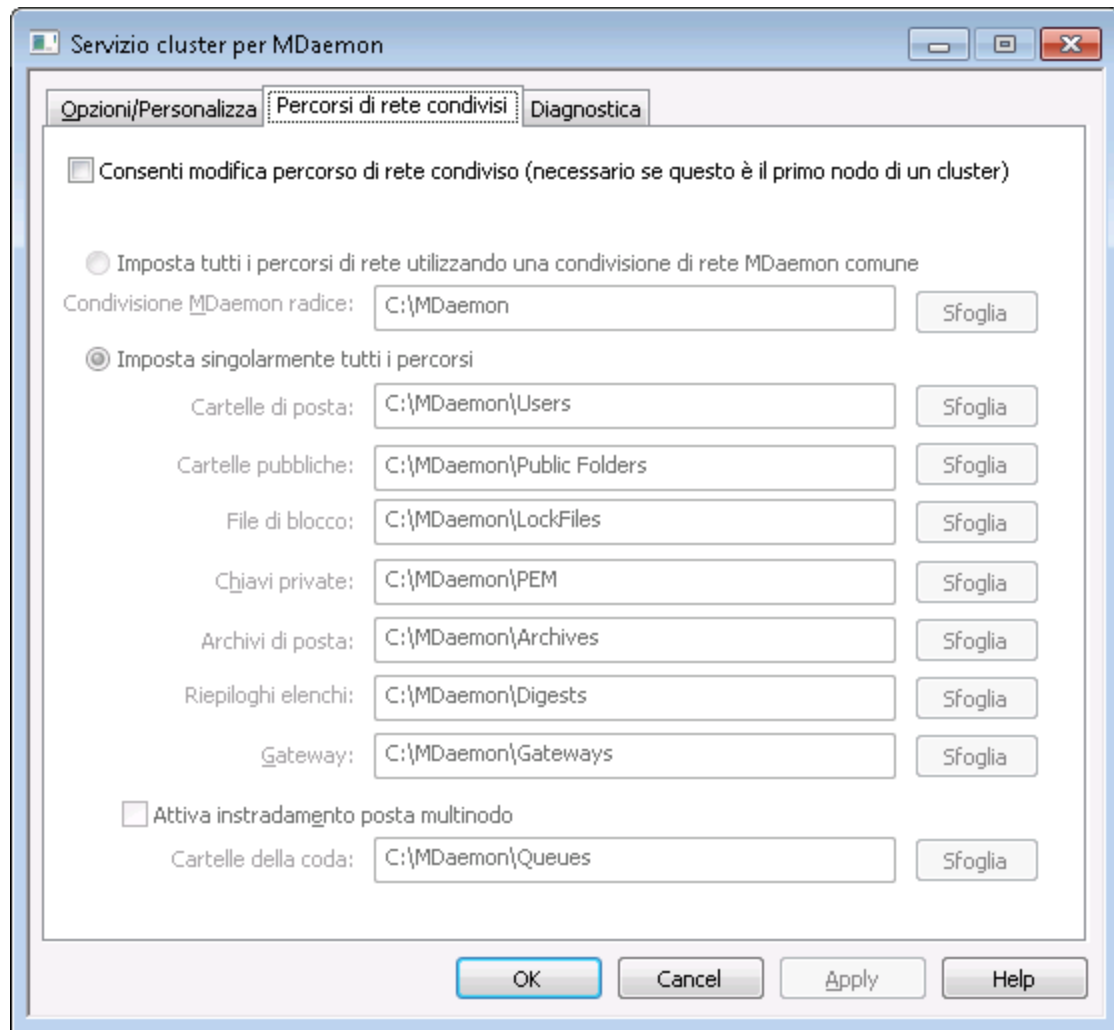 Servizio cluster per MDaemon
Opzioni/Personalizza Percorsi di rete condivisi Diagnostica
Consenti modifica percorso di rete condiviso (necessario se questo è il primo nodo di un cluster)
Imposta tutti i percorsi di rete utilizzando una condivisione di rete MDaemon comune
Condivisione MDaemon radice: C:\MDaemon Sfoglia
Imposta singolarmente tutti i percorsi
Cartelle di posta: C:\MDaemon\Users Sfoglia
Cartelle pubbliche: C:\MDaemon\Public Folders Sfoglia
File di blocco: C:\MDaemon\LockFiles Sfoglia
Chiavi private: C:\MDaemon\PEM Sfoglia
Archivi di posta: C:\MDaemon\Archives Sfoglia
Riepiloghi elenchi: C:\MDaemon\Digests Sfoglia
Gateway: C:\MDaemon\Gateways Sfoglia
Attiva instradamento posta multinodo
Cartelle della coda: C:\MDaemon\Queues Sfoglia
OK Cancel Apply Help